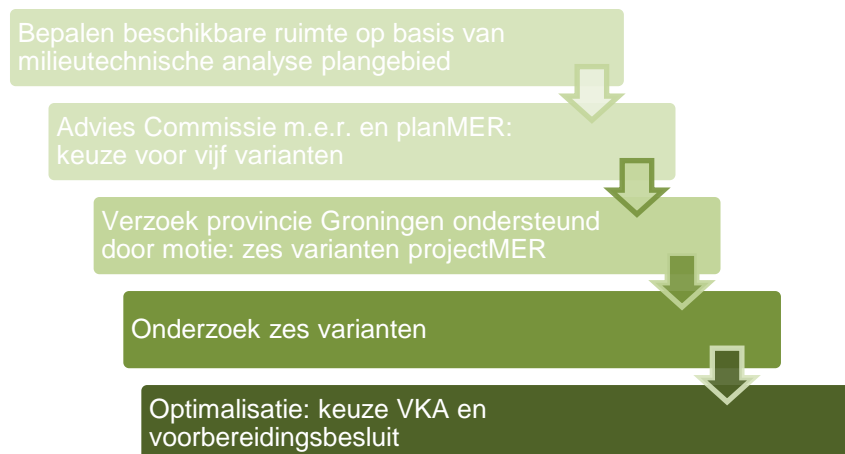 Bepalen beschikbare ruimte op basis van
milieutechnische analyse plangebied
Advies Commissie m.e.r. en planMER:
keuze voor vijf varianten
Verzoek provincie Groningen ondersteund
door motie: zes varianten projectMER
Onderzoek zes varianten
Optimalisatie: keuze VKA en
voorbereidingsbesluit